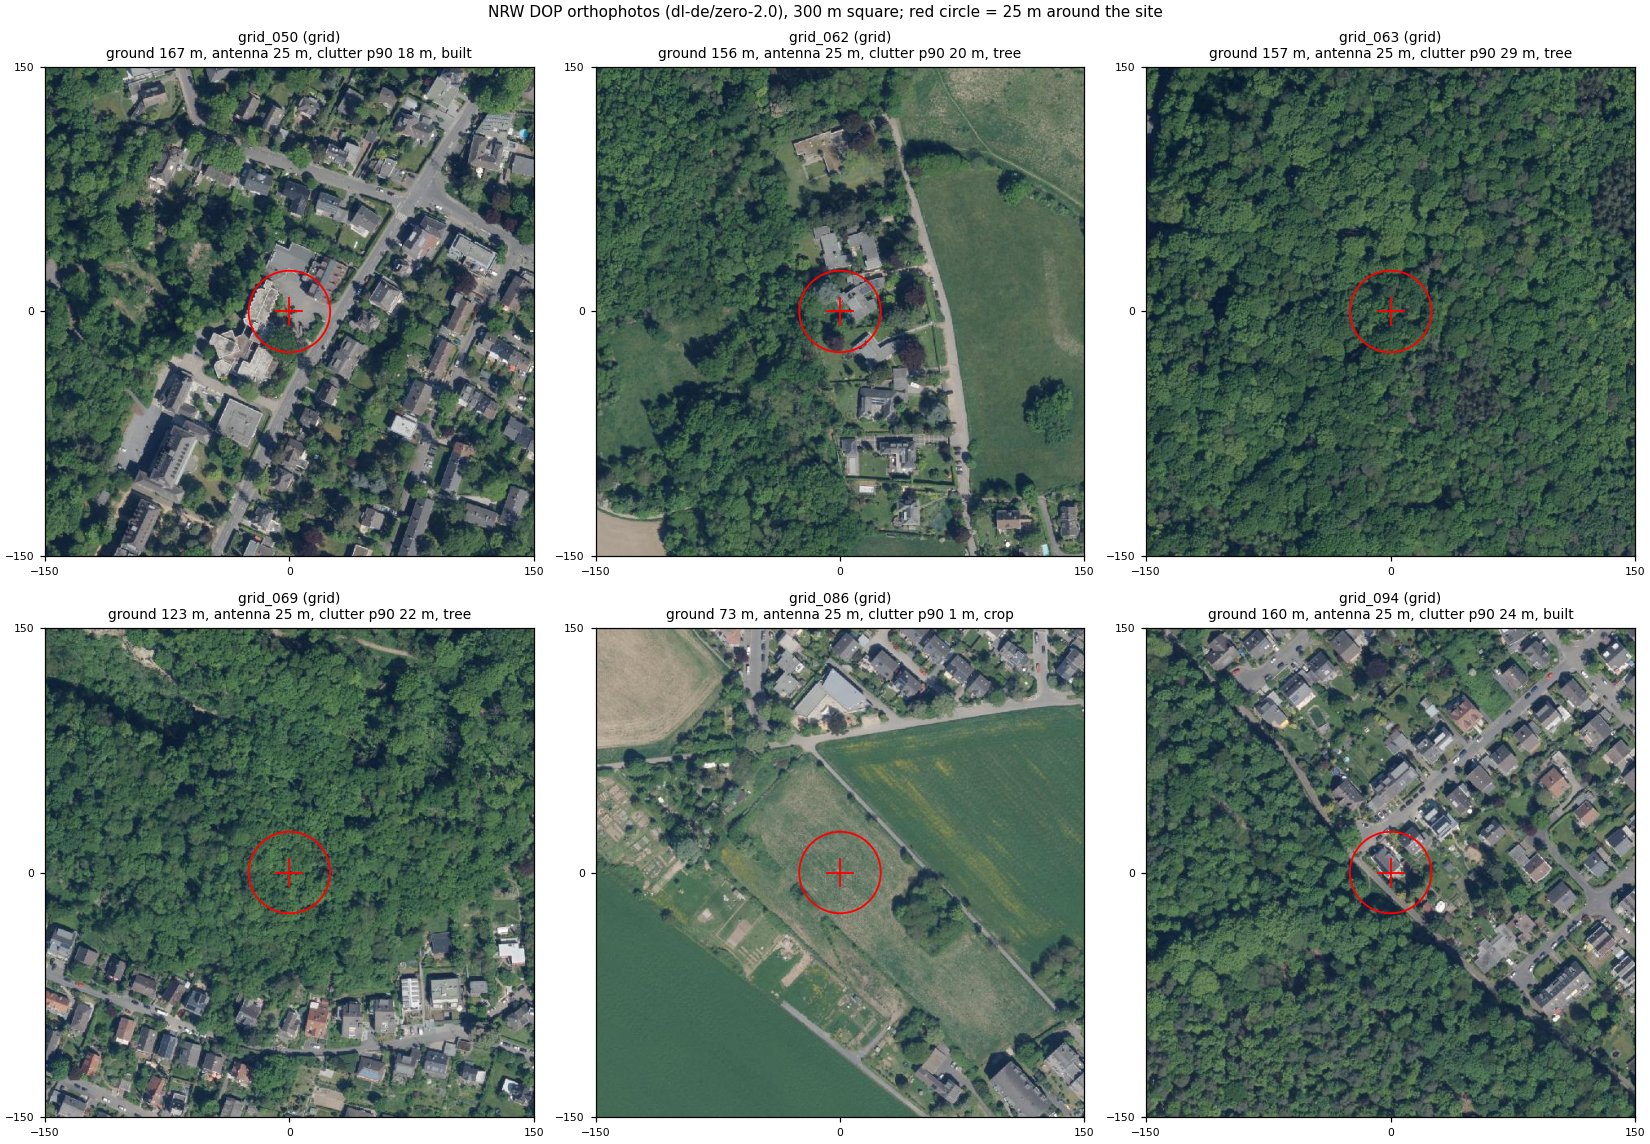 NRW DOP orthophotos (dl-de/zero-2.0), 300 m square; red circle = 25 m around the site
grid_050 (grid)
ground 167 m, antenna 25 m, clutter p90 18 m, built
150
0
−150
−150
0
150
grid_062 (grid)
ground 156 m, antenna 25 m, clutter p90 20 m, tree
150
0
−150
−150
0
150
grid_063 (grid)
ground 157 m, antenna 25 m, clutter p90 29 m, tree
150
0
−150
−150
0
150
grid_069 (grid)
ground 123 m, antenna 25 m, clutter p90 22 m, tree
150
0
−150
−150
0
150
grid_086 (grid)
ground 73 m, antenna 25 m, clutter p90 1 m, crop
150
0
−150
−150
0
150
grid_094 (grid)
ground 160 m, antenna 25 m, clutter p90 24 m, built
150
0
−150
−150
0
150